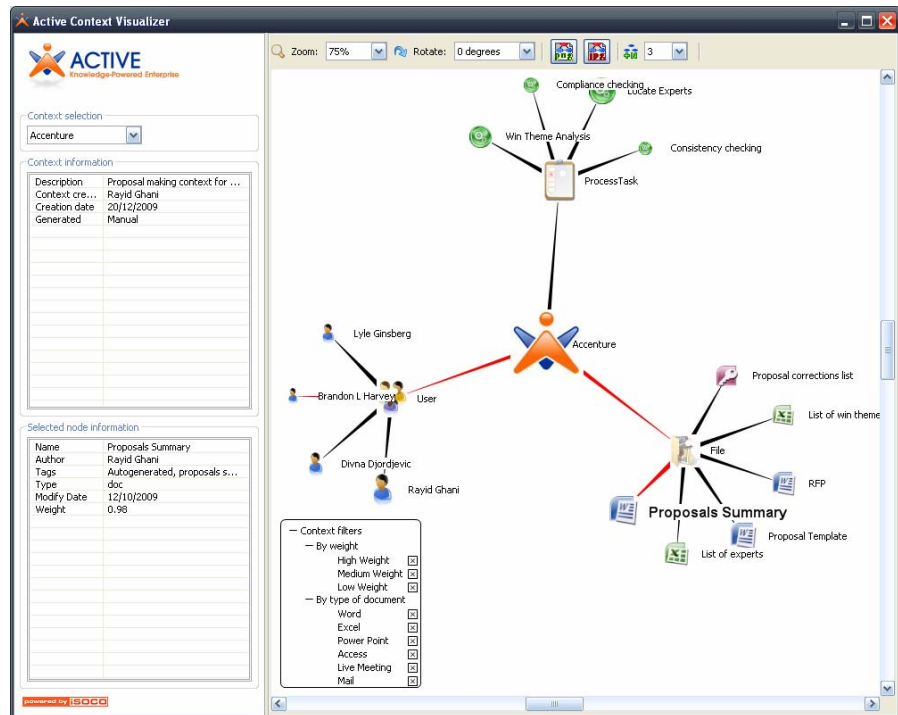 Active Context Visualizer
ACTIVE
Knowledge-Powered Enterprise
Context selection
Accenture
Context information
Description Proposal making context for ...
Context cre... Rayid Ghani
Creation date 20/12/2009
Generated Manual
Selected node information
Name Proposals Summary
Author Rayid Ghani
Tags Autogenerated, proposals s...
Type doc
Modify Date 12/10/2009
Weight 0.98
powered by iSOCO
Zoom: 75% Rotate: 0 degrees png jpg 3
Compliance checking
Locate Experts
Win Theme Analysis
Consistency checking
ProcessTask
Accenture
Lyle Ginsberg
Brandon L Harvey
User
Divna Djordjevic
Rayid Ghani
Proposal corrections list
List of win theme
File
RFP
Proposals Summary
Proposal Template
List of experts
Context filters
By weight
High Weight
Medium Weight
Low Weight
By type of document
Word
Excel
Power Point
Access
Live Meeting
Mail